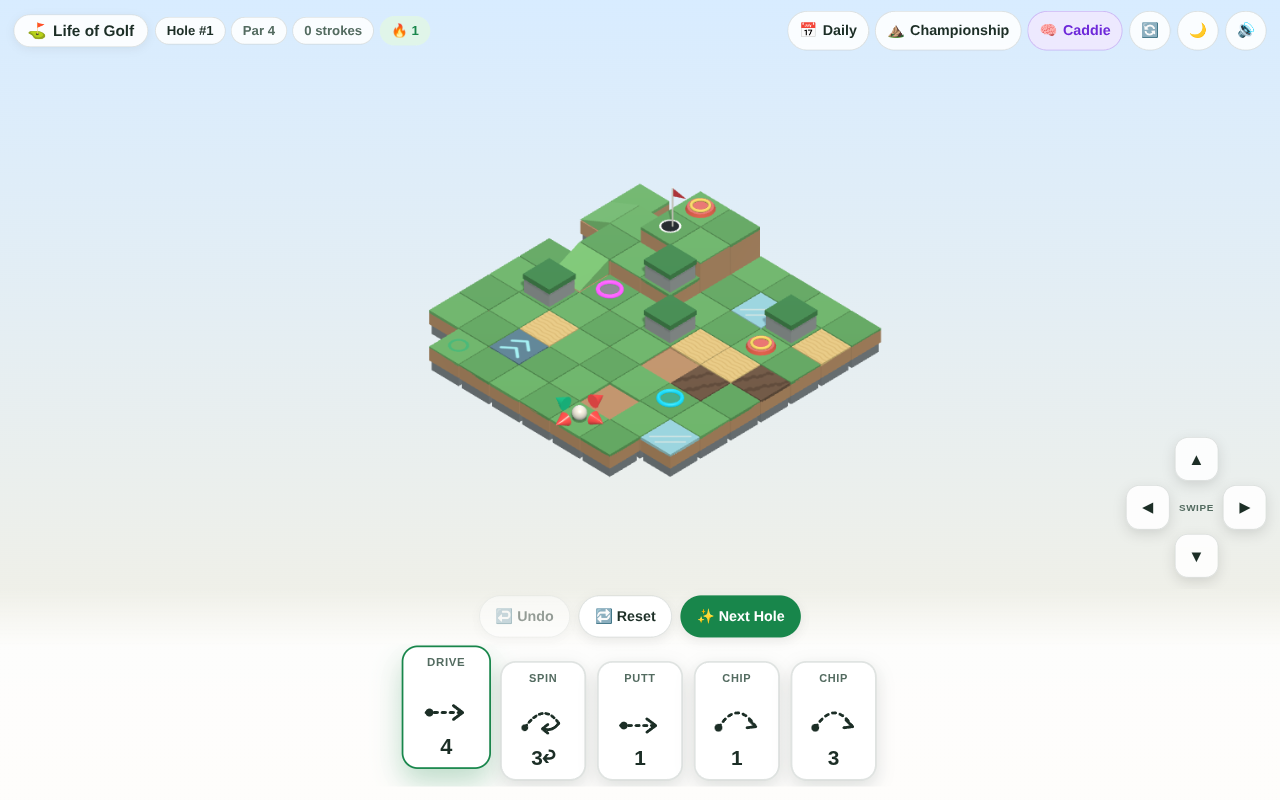 Life of Golf
Hole #1
Par 4
0 strokes
1
Daily
Championship
Caddie
SWIPE
Undo
Reset
Next Hole
DRIVE
4
SPIN
3
PUTT
1
CHIP
1
CHIP
3